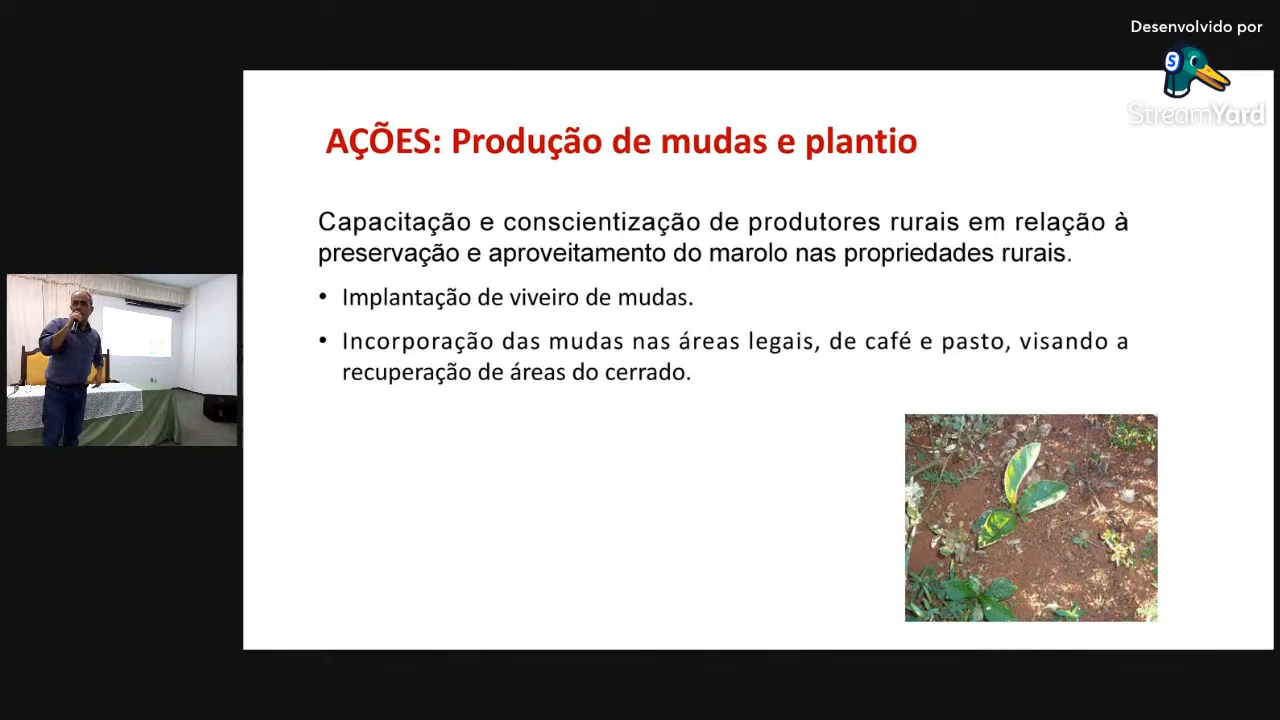 Desenvolvido por
StreamYard
AÇÕES: Produção de mudas e plantio
Capacitação e conscientização de produtores rurais em relação à
preservação e aproveitamento do marolo nas propriedades rurais.
• Implantação de viveiro de mudas.
• Incorporação das mudas nas áreas legais, de café e pasto, visando a
recuperação de áreas do cerrado.